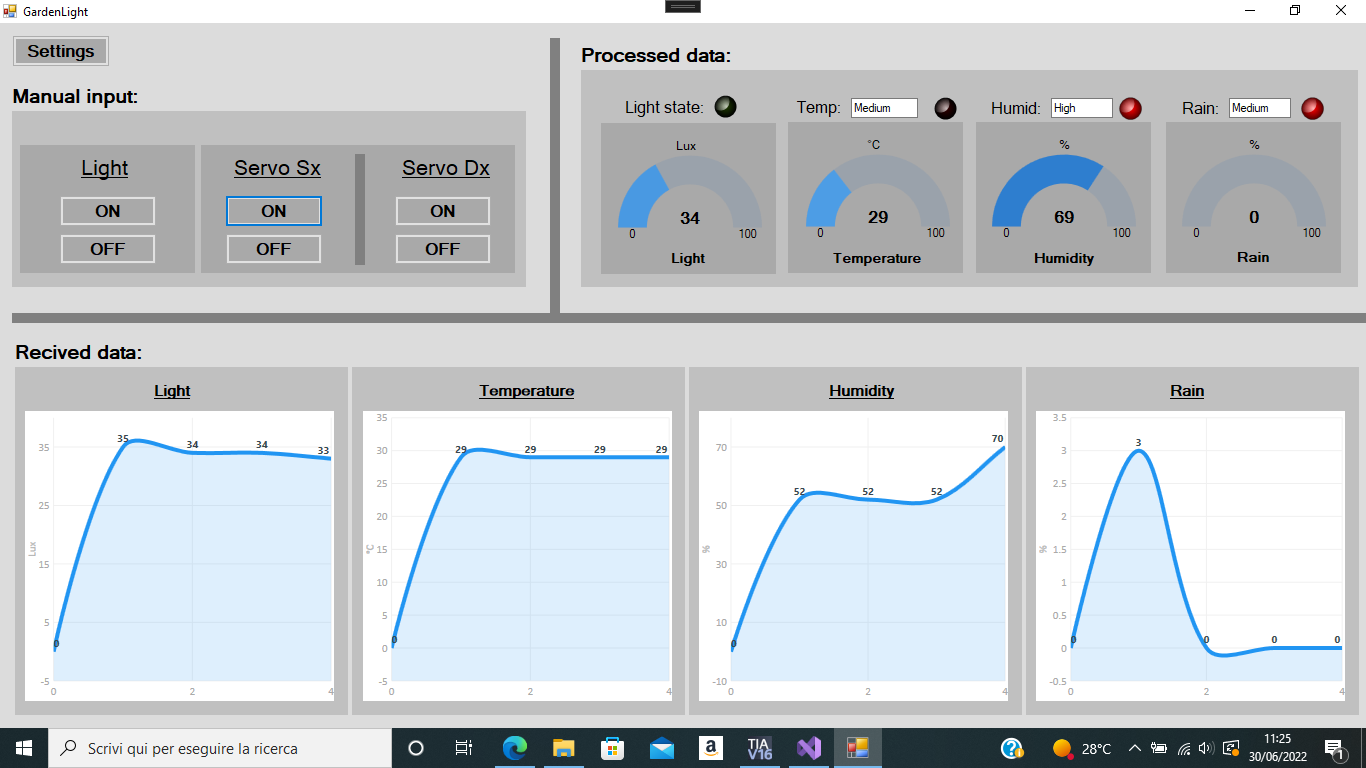 GardenLight
Settings
Manual input:
Light
ON
OFF
Servo Sx
ON
OFF
Servo Dx
ON
OFF
Processed data:
Light state:
Lux
34
0 100
Light
Temp: Medium
°C
29
0 100
Temperature
Humid: High
%
69
0 100
Humidity
Rain: Medium
%
0
0 100
Rain
Recived data:
Light
35
25
15
5
-5
Lux
0 35 34 34 33
0 2 4
Temperature
35
30
25
20
15
10
5
0
-5
°C
0 29 29 29 29
0 2 4
Humidity
70
50
30
10
-10
%
0 52 52 52 70
0 2 4
Rain
3.5
3
2.5
2
1.5
1
0.5
0
-0.5
%
0 3 0 0 0
0 2 4
Scrivi qui per eseguire la ricerca
TIA
V16
28°C
11:25
30/06/2022
1